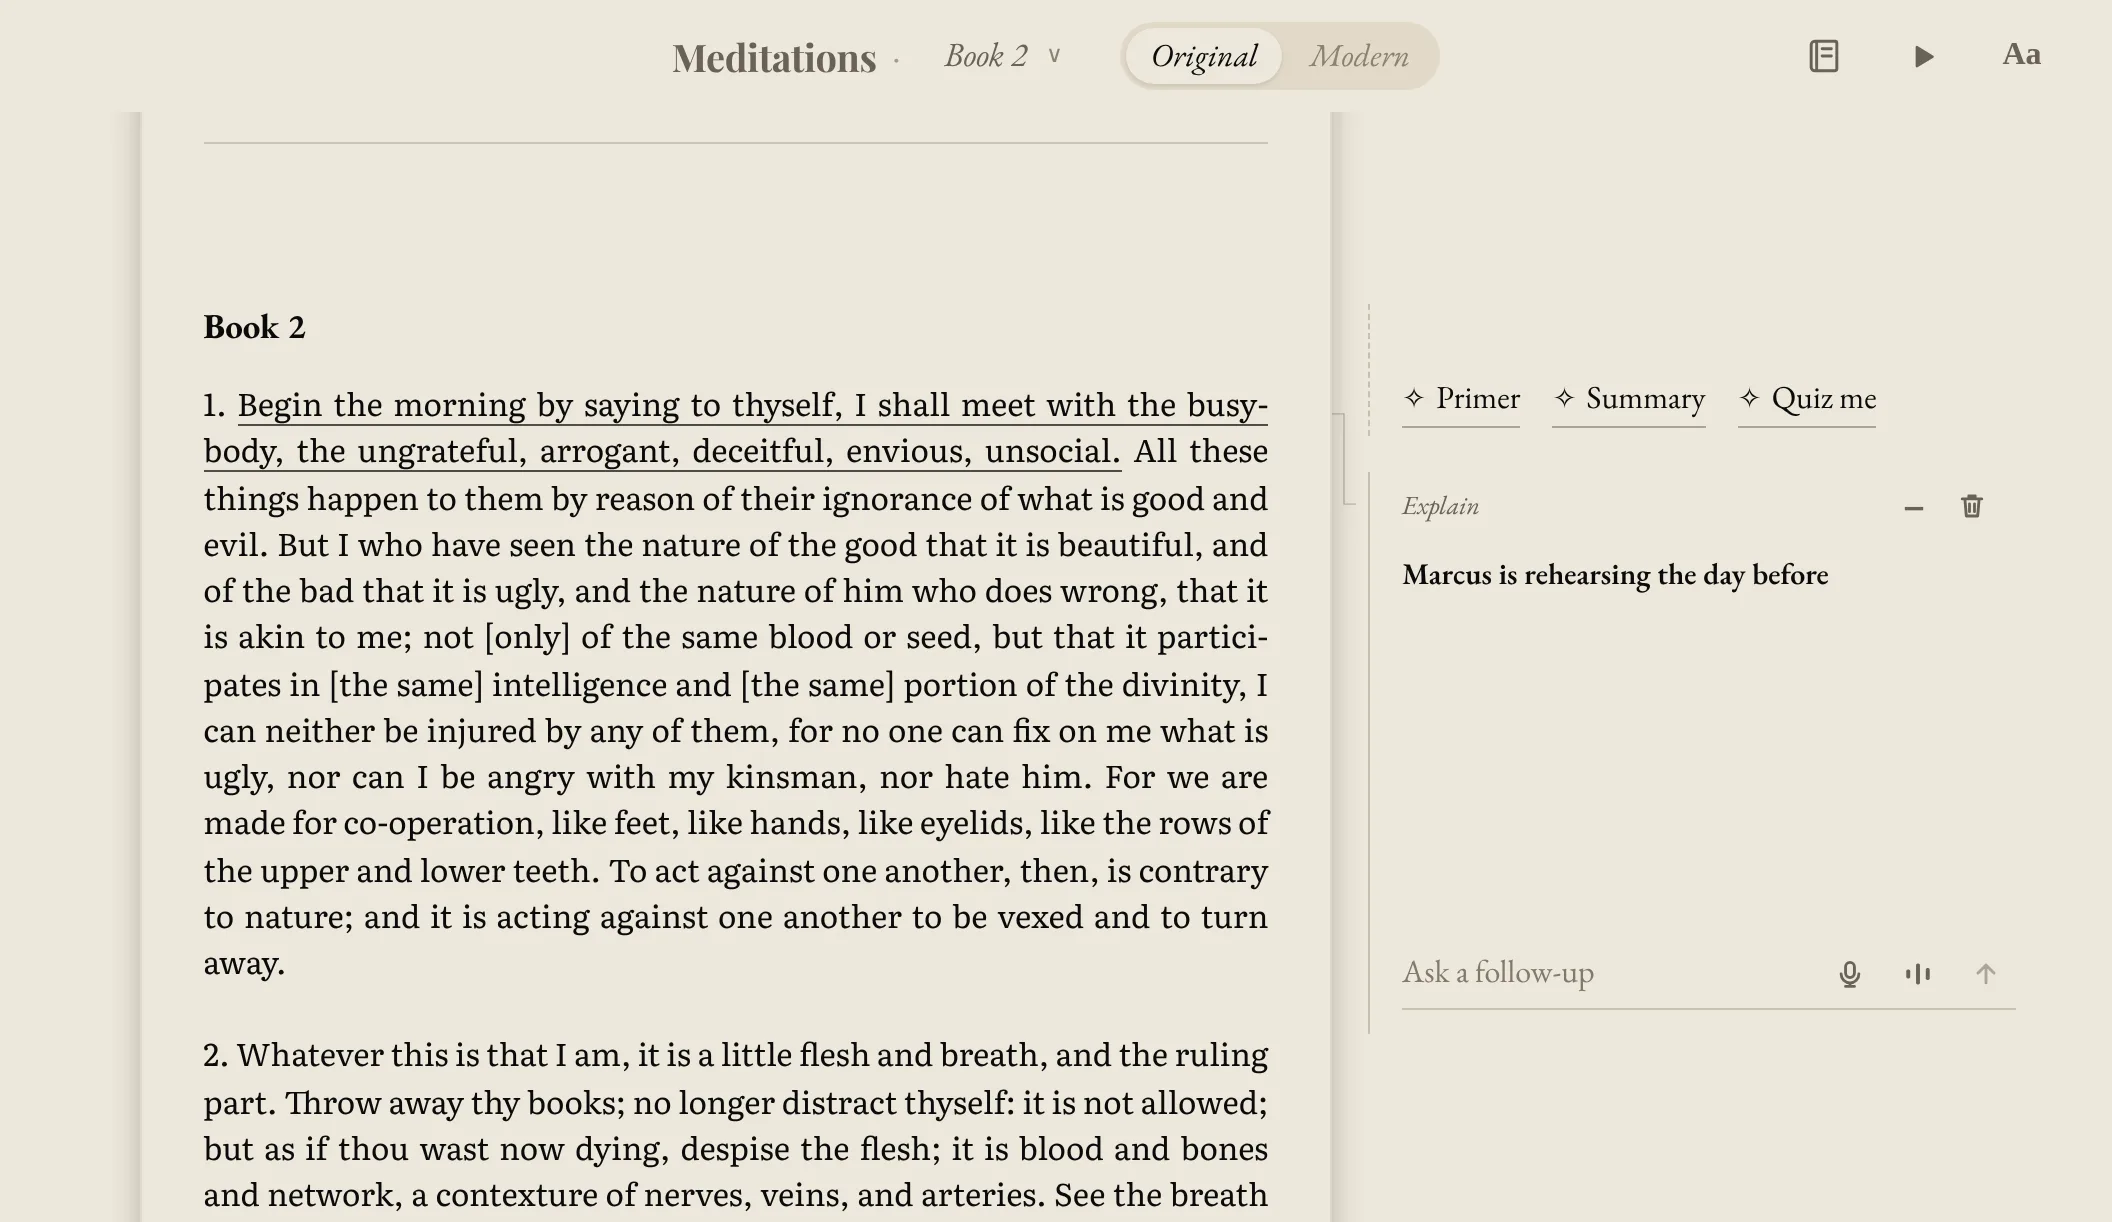 Meditations · Book 2 ∨ Original Modern Aa
Book 2
1. Begin the morning by saying to thyself, I shall meet with the busy-
body, the ungrateful, arrogant, deceitful, envious, unsocial. All these
things happen to them by reason of their ignorance of what is good and
evil. But I who have seen the nature of the good that it is beautiful, and
of the bad that it is ugly, and the nature of him who does wrong, that it
is akin to me; not [only] of the same blood or seed, but that it partici-
pates in [the same] intelligence and [the same] portion of the divinity, I
can neither be injured by any of them, for no one can fix on me what is
ugly, nor can I be angry with my kinsman, nor hate him. For we are
made for co-operation, like feet, like hands, like eyelids, like the rows of
the upper and lower teeth. To act against one another, then, is contrary
to nature; and it is acting against one another to be vexed and to turn
away.
2. Whatever this is that I am, it is a little flesh and breath, and the ruling
part. Throw away thy books; no longer distract thyself: it is not allowed;
but as if thou wast now dying, despise the flesh; it is blood and bones
and network, a contexture of nerves, veins, and arteries. See the breath
Primer Summary Quiz me
Explain
Marcus is rehearsing the day before
Ask a follow-up